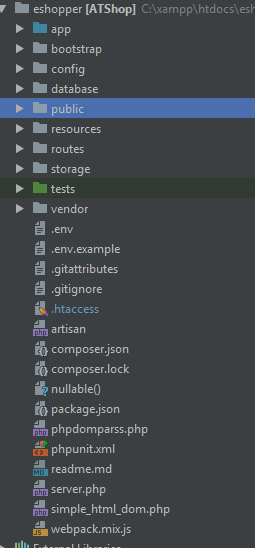 eshopper [ATShop] C:\xampp\htdocs\esh
app
bootstrap
config
database
public
resources
routes
storage
tests
vendor
.env
.env.example
.gitattributes
.gitignore
.htaccess
artisan
composer.json
composer.lock
nullable()
package.json
phpdomparss.php
phpunit.xml
readme.md
server.php
simple_html_dom.php
webpack.mix.js
External Libraries